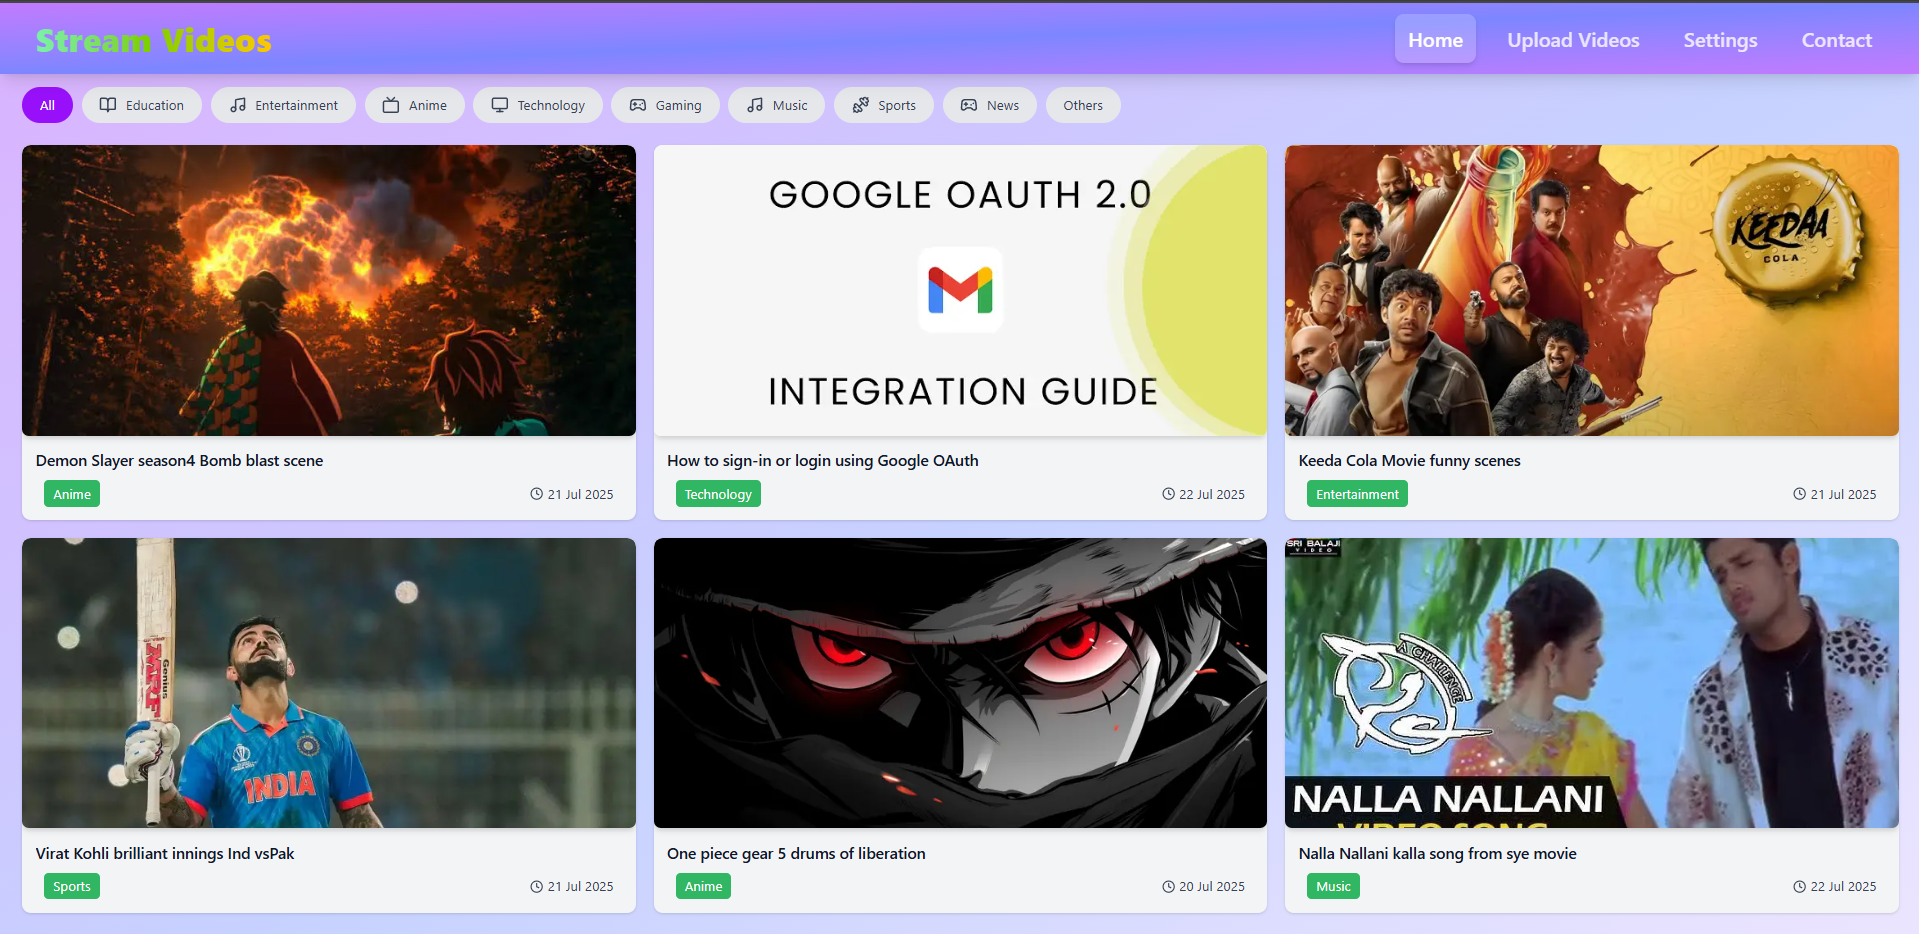 Stream Videos
Home
Upload Videos
Settings
Contact
All
Education
Entertainment
Anime
Technology
Gaming
Music
Sports
News
Others
GOOGLE OAUTH 2.0
INTEGRATION GUIDE
KEEDAA
COLA
Demon Slayer season4 Bomb blast scene
Anime
21 Jul 2025
How to sign-in or login using Google OAuth
Technology
22 Jul 2025
Keeda Cola Movie funny scenes
Entertainment
21 Jul 2025
MRF
Genius
INDIA
SRI BALAJI
VIDEO
A CHALLENGE
NALLA NALLANI
VIDEO SONG
Virat Kohli brilliant innings Ind vsPak
Sports
21 Jul 2025
One piece gear 5 drums of liberation
Anime
20 Jul 2025
Nalla Nallani kalla song from sye movie
Music
22 Jul 2025